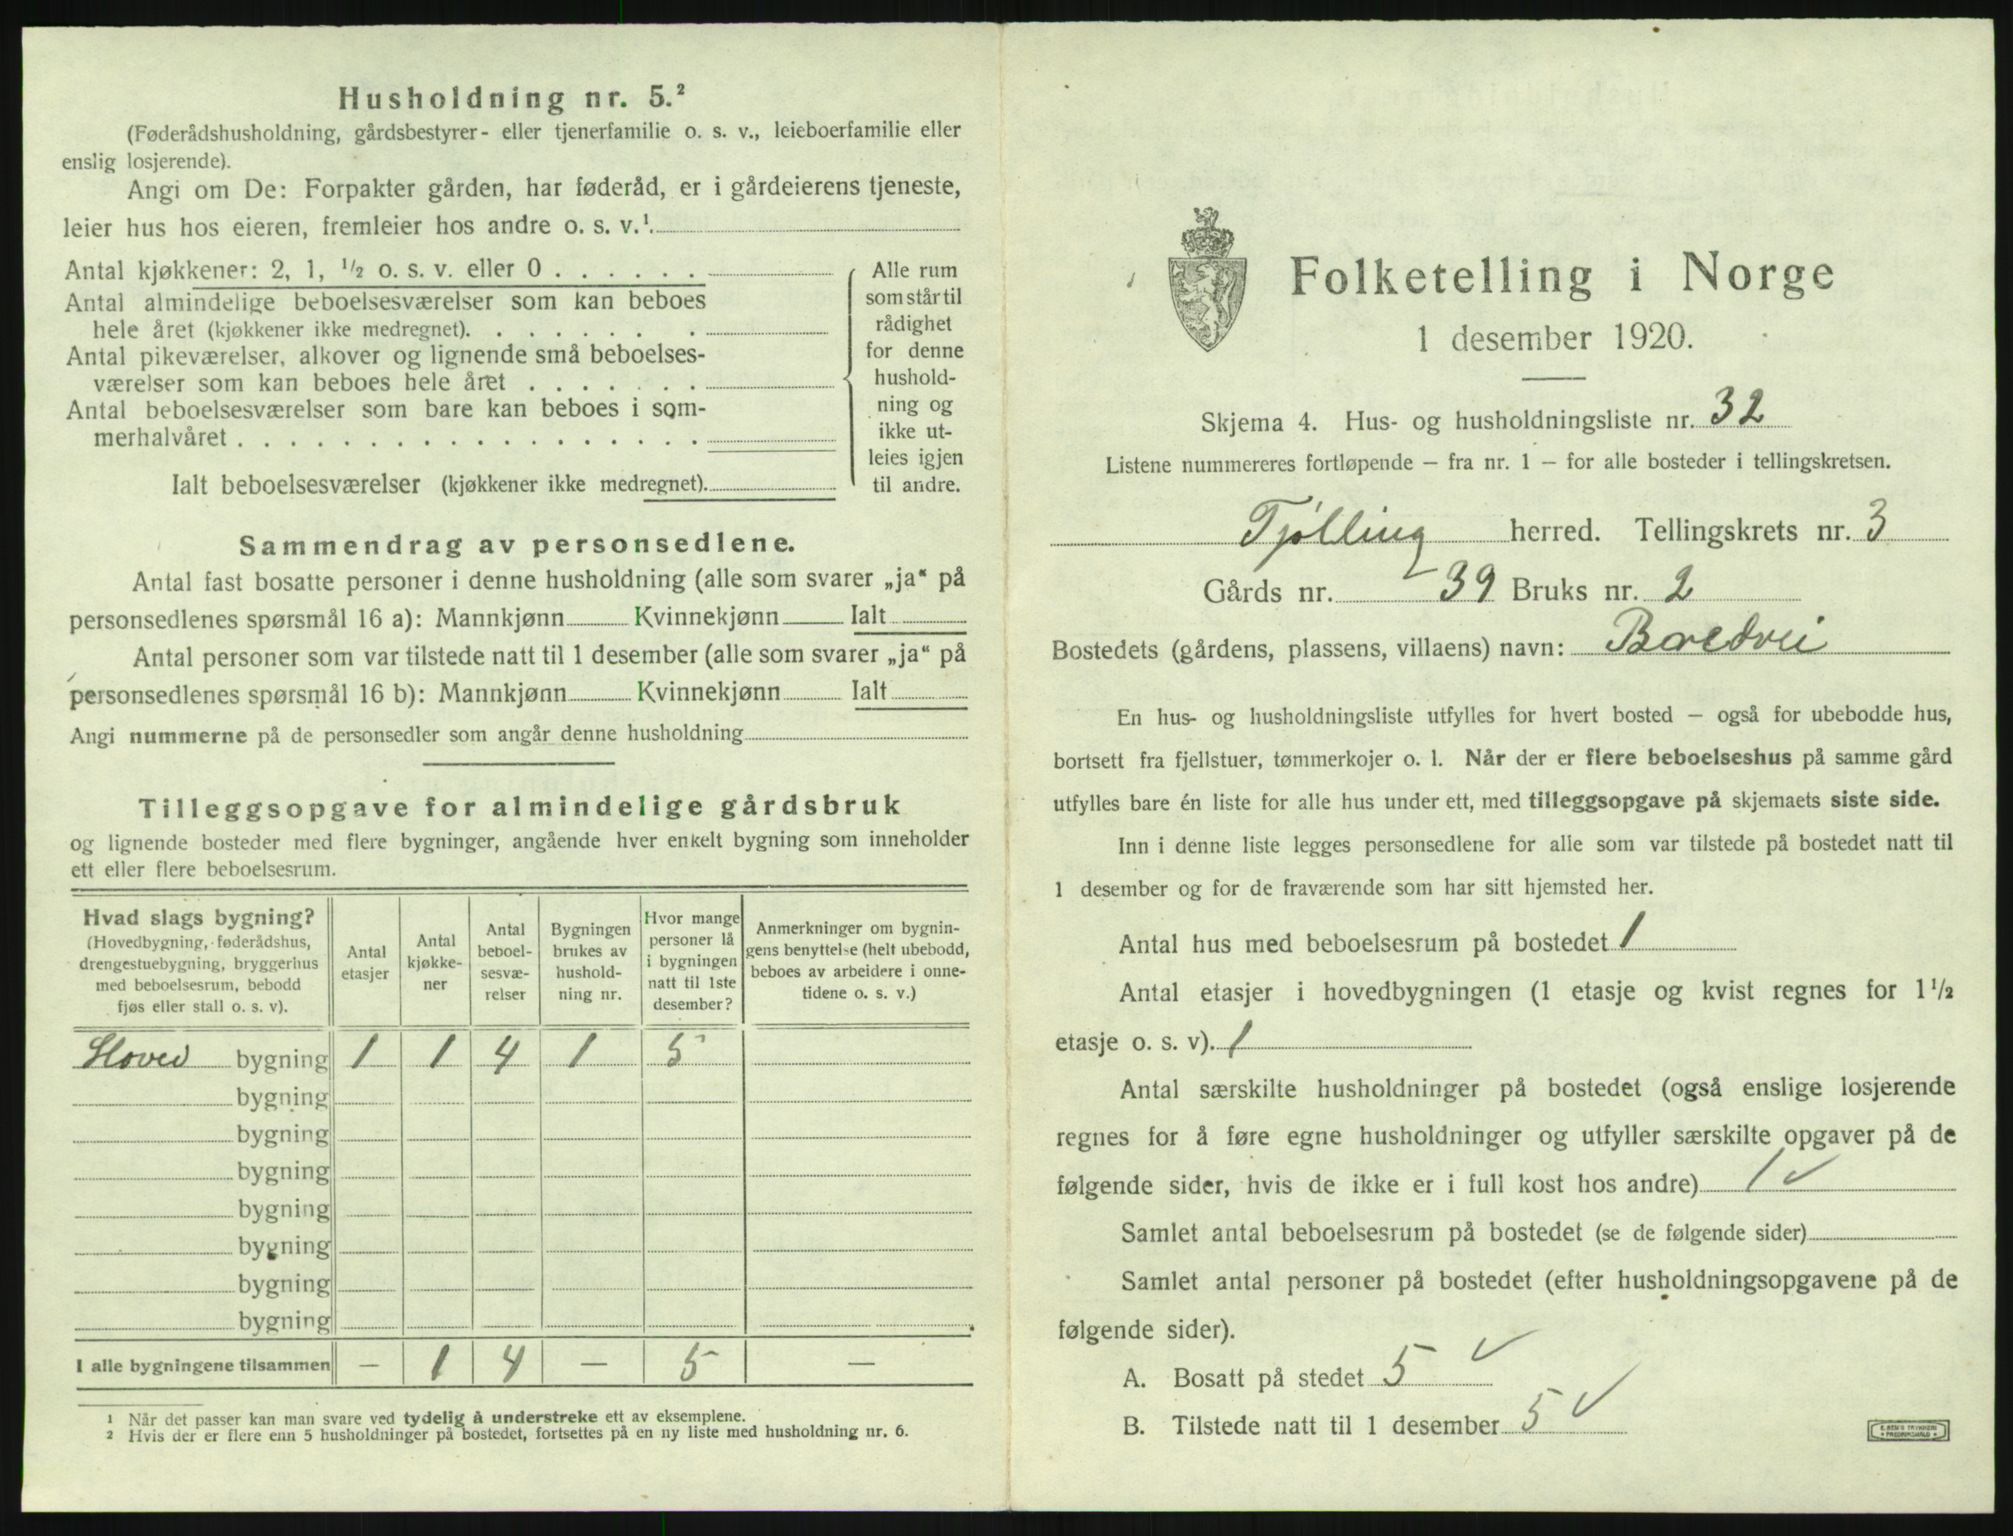 Husholdning nr. 5.²
(Føderådshusholdning, gårdsbestyrer- eller tjenerfamilie o. s. v., leieboerfamilie eller
enslig losjerende).
Angi om De: Forpakter gården, har føderåd, er i gårdeierens tjeneste,
leier hus hos eieren, fremleier hos andre o. s. v.¹.
Antal kjøkkener: 2, 1, ½ o. s. v. eller 0 . . . . . .
Antal almindelige beboelsesværelser som kan beboes
hele året (kjøkkener ikke medregnet). . . . . . . . .
Antal pikeværelser, alkover og lignende små beboelses-
værelser som kan beboes hele året . . . . . . .
Antal beboelsesværelser som bare kan beboes i som-
merhalvåret . . . . . . . . . . . . . . . . . .
Ialt beboelsesværelser (kjøkkener ikke medregnet).
Alle rum
som står til
rådighet
for denne
hushold-
ning og
ikke ut-
leies igjen
til andre.
Sammendrag av personsedlene.
Antal fast bosatte personer i denne husholdning (alle som svarer „ja“ på
personsedlenes spørsmål 16 a): Mannkjønn Kvinnekjønn Ialt
Antal personer som var tilstede natt til 1 desember (alle som svarer „ja“ på
personsedlenes spørsmål 16 b): Mannkjønn Kvinnekjønn Ialt
Angi nummerne på de personsedler som angår denne husholdning
Tilleggsopgave for almindelige gårdsbruk
og lignende bosteder med flere bygninger, angående hver enkelt bygning som inneholder
ett eller flere beboelsesrum.
Hvad slags bygning?
(Hovedbygning, føderådshus,
drengestuebygning, bryggerhus
med beboelsesrum, bebodd
fjøs eller stall o. s. v).
Antal
etasjer
Antal
kjøkke-
ner
Antal
beboel-
sesvæ-
relser
Bygningen
brukes av
hushold-
ning nr.
Hvor mange
personer lå
i bygningen
natt til 1ste
desember?
Anmerkninger om bygnin-
gens benyttelse (helt ubebodd,
beboes av arbeidere i onne-
tidene o. s. v.)
Hoved bygning 1 1 4 1 5
bygning
bygning
bygning
bygning
bygning
bygning
bygning
I alle bygningene tilsammen — 1 4 — 5 —
1 Når det passer kan man svare ved tydelig å understreke ett av eksemplene.
2 Hvis der er flere enn 5 husholdninger på bostedet, fortsettes på en ny liste med husholdning nr. 6.
Folketelling i Norge
1 desember 1920.
Skjema 4. Hus- og husholdningsliste nr. 32
Listene nummereres fortløpende — fra nr. 1 — for alle bosteder i tellingskretsen.
Tjølling herred. Tellingskrets nr. 3
Gårds nr. 39 Bruks nr. 2
Bostedets (gårdens, plassens, villaens) navn: Bredvei
En hus- og husholdningsliste utfylles for hvert bosted — også for ubebodde hus,
bortsett fra fjellstuer, tømmerkojer o. l. Når der er flere beboelseshus på samme gård
utfylles bare én liste for alle hus under ett, med tilleggsopgave på skjemaets siste side.
Inn i denne liste legges personsedlene for alle som var tilstede på bostedet natt til
1 desember og for de fraværende som har sitt hjemsted her.
Antal hus med beboelsesrum på bostedet 1
Antal etasjer i hovedbygningen (1 etasje og kvist regnes for 1½
etasje o. s. v). 1
Antal særskilte husholdninger på bostedet (også enslige losjerende
regnes for å føre egne husholdninger og utfyller særskilte opgaver på de
følgende sider, hvis de ikke er i full kost hos andre) 1 ✓
Samlet antal beboelsesrum på bostedet (se de følgende sider)
Samlet antal personer på bostedet (efter husholdningsopgavene på de
følgende sider).
A. Bosatt på stedet 5 ✓
B. Tilstede natt til 1 desember 5 ✓